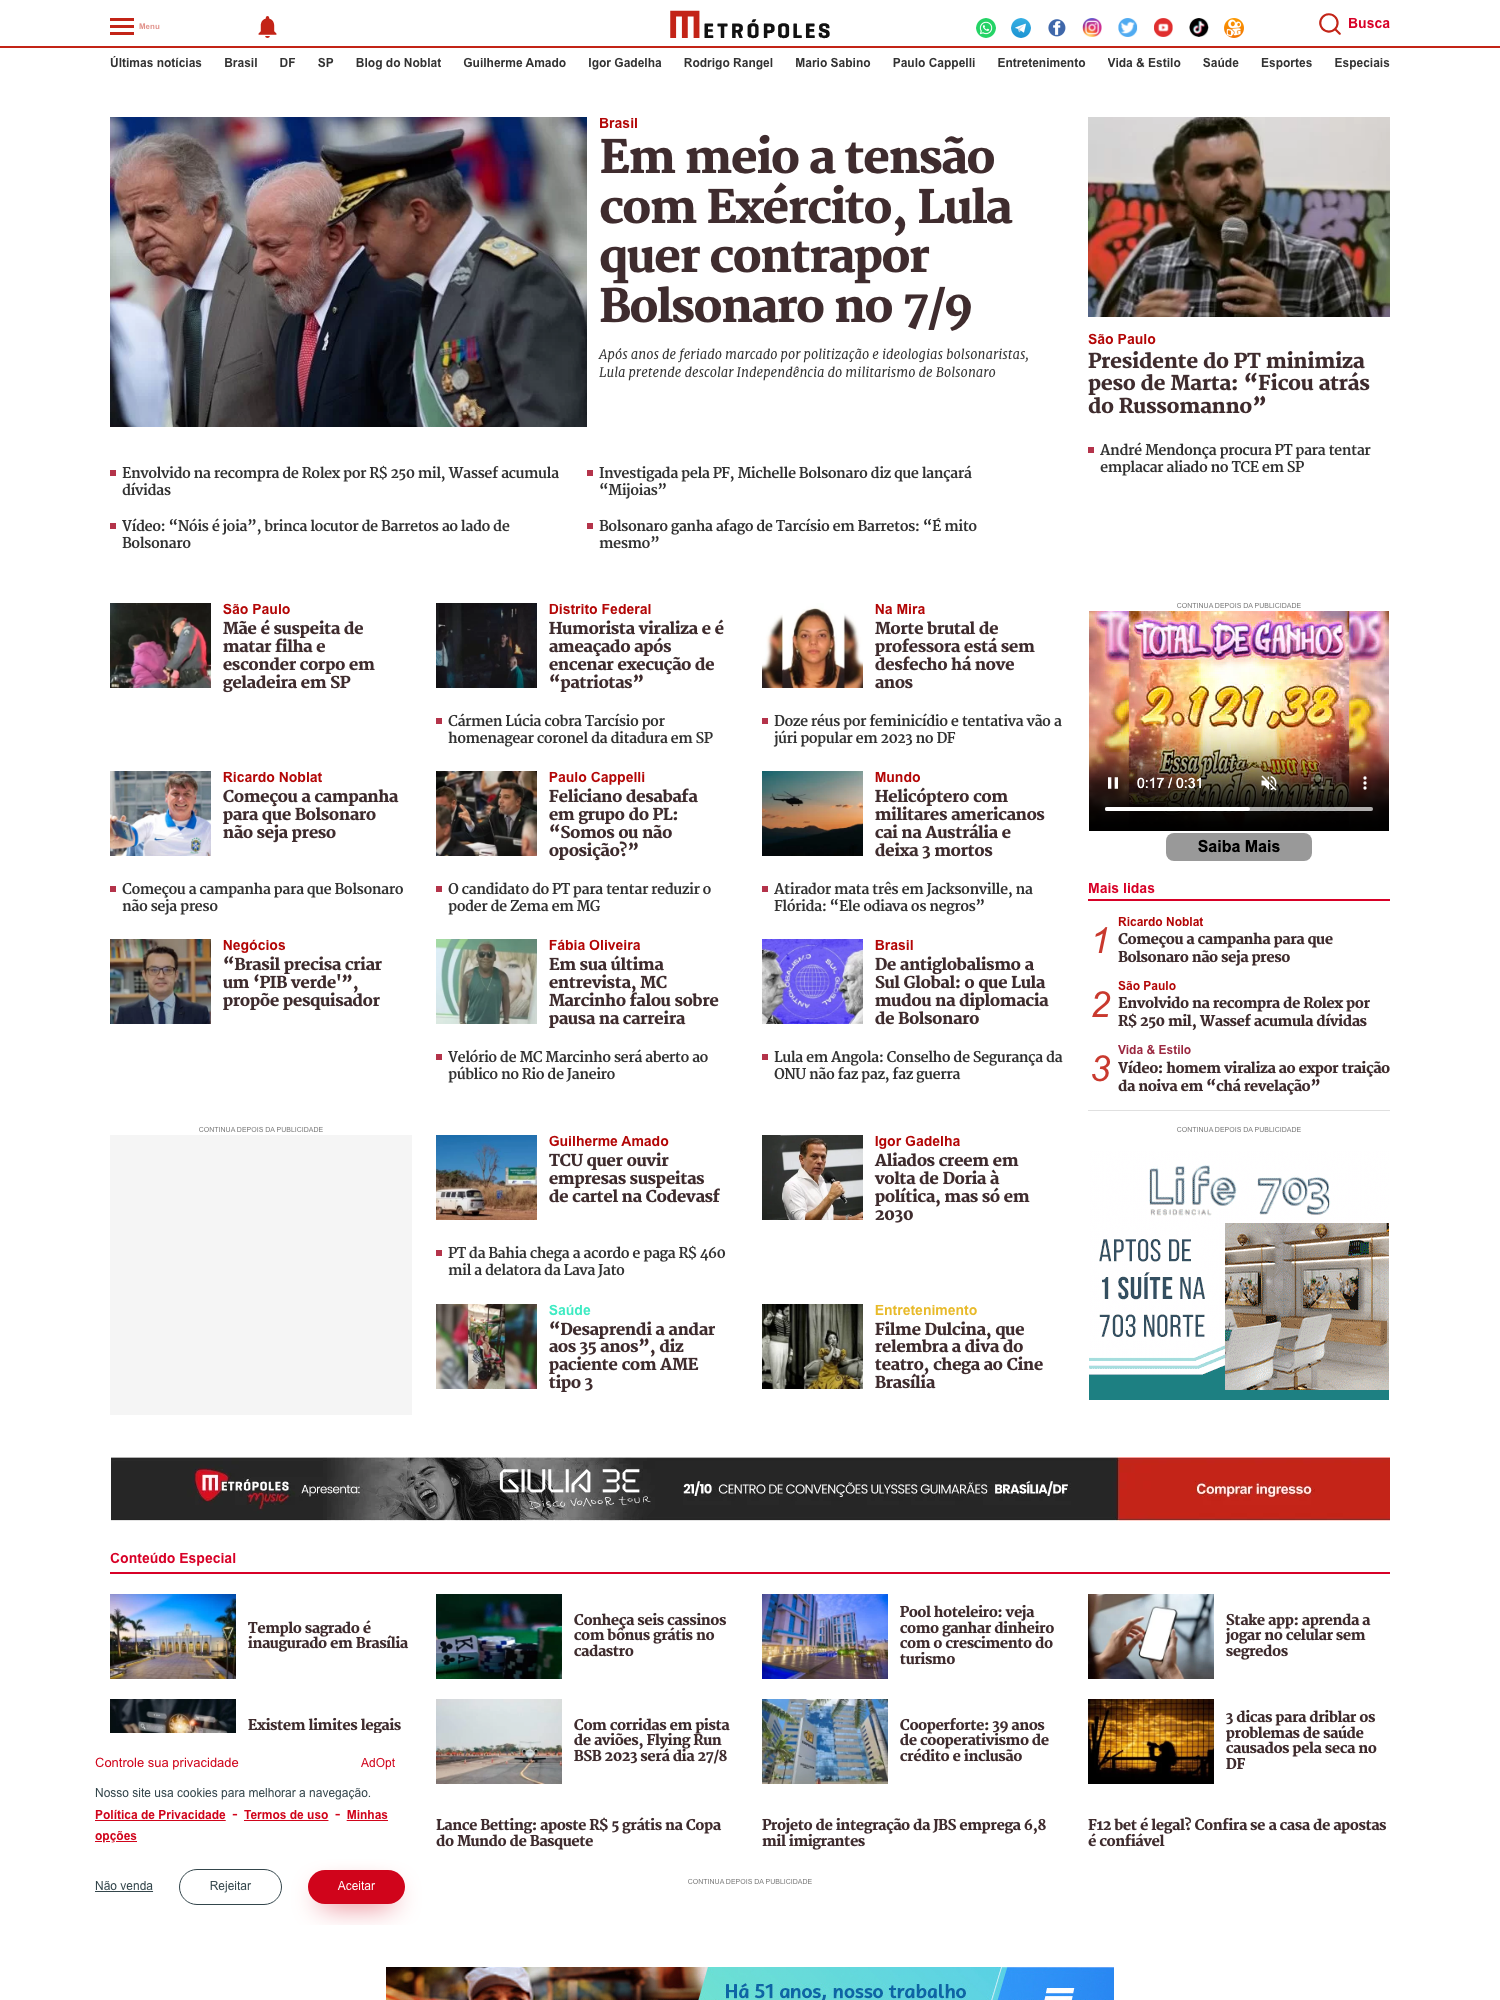 Menu
METRÓPOLES
Busca
Últimas notícias Brasil DF SP Blog do Noblat Guilherme Amado Igor Gadelha Rodrigo Rangel Mario Sabino Paulo Cappelli Entretenimento Vida & Estilo Saúde Esportes Especiais
Brasil
Em meio a tensão
com Exército, Lula
quer contrapor
Bolsonaro no 7/9
Após anos de feriado marcado por politização e ideologias bolsonaristas,
Lula pretende descolar Independência do militarismo de Bolsonaro
São Paulo
Presidente do PT minimiza
peso de Marta: “Ficou atrás
do Russomanno”
André Mendonça procura PT para tentar
emplacar aliado no TCE em SP
Envolvido na recompra de Rolex por R$ 250 mil, Wassef acumula
dívidas
Investigada pela PF, Michelle Bolsonaro diz que lançará
“Mijoias”
Vídeo: “Nóis é joia”, brinca locutor de Barretos ao lado de
Bolsonaro
Bolsonaro ganha afago de Tarcísio em Barretos: “É mito
mesmo”
São Paulo
Mãe é suspeita de
matar filha e
esconder corpo em
geladeira em SP
Distrito Federal
Humorista viraliza e é
ameaçado após
encenar execução de
“patriotas”
Cármen Lúcia cobra Tarcísio por
homenagear coronel da ditadura em SP
Na Mira
Morte brutal de
professora está sem
desfecho há nove
anos
Doze réus por feminicídio e tentativa vão a
júri popular em 2023 no DF
CONTINUA DEPOIS DA PUBLICIDADE
TOTAL DE GANHOS
2.121,38
Essa plata
0:17 / 0:31
Saiba Mais
Ricardo Noblat
Começou a campanha
para que Bolsonaro
não seja preso
Começou a campanha para que Bolsonaro
não seja preso
Paulo Cappelli
Feliciano desabafa
em grupo do PL:
“Somos ou não
oposição?”
O candidato do PT para tentar reduzir o
poder de Zema em MG
Mundo
Helicóptero com
militares americanos
cai na Austrália e
deixa 3 mortos
Atirador mata três em Jacksonville, na
Flórida: “Ele odiava os negros”
Mais lidas
1
Ricardo Noblat
Começou a campanha para que
Bolsonaro não seja preso
2
São Paulo
Envolvido na recompra de Rolex por
R$ 250 mil, Wassef acumula dívidas
3
Vida & Estilo
Vídeo: homem viraliza ao expor traição
da noiva em “chá revelação”
Negócios
“Brasil precisa criar
um ‘PIB verde'”,
propõe pesquisador
Fábia Oliveira
Em sua última
entrevista, MC
Marcinho falou sobre
pausa na carreira
Velório de MC Marcinho será aberto ao
público no Rio de Janeiro
Brasil
De antiglobalismo a
Sul Global: o que Lula
mudou na diplomacia
de Bolsonaro
Lula em Angola: Conselho de Segurança da
ONU não faz paz, faz guerra
CONTINUA DEPOIS DA PUBLICIDADE
Guilherme Amado
TCU quer ouvir
empresas suspeitas
de cartel na Codevasf
PT da Bahia chega a acordo e paga R$ 460
mil a delatora da Lava Jato
Igor Gadelha
Aliados creem em
volta de Doria à
política, mas só em
2030
CONTINUA DEPOIS DA PUBLICIDADE
Life 703
RESIDENCIAL
APTOS DE
1 SUÍTE NA
703 NORTE
Saúde
“Desaprendi a andar
aos 35 anos”, diz
paciente com AME
tipo 3
Entretenimento
Filme Dulcina, que
relembra a diva do
teatro, chega ao Cine
Brasília
METRÓPOLES
MUSIC
Apresenta:
GIULIA BE
DISCO VOADOR TOUR
21/10 CENTRO DE CONVENÇÕES ULYSSES GUIMARÃES BRASÍLIA/DF
Comprar ingresso
Conteúdo Especial
Templo sagrado é
inaugurado em Brasília
Conheça seis cassinos
com bônus grátis no
cadastro
Pool hoteleiro: veja
como ganhar dinheiro
com o crescimento do
turismo
Stake app: aprenda a
jogar no celular sem
segredos
Existem limites legais
Com corridas em pista
de aviões, Flying Run
BSB 2023 será dia 27/8
Cooperforte: 39 anos
de cooperativismo de
crédito e inclusão
3 dicas para driblar os
problemas de saúde
causados pela seca no
DF
Controle sua privacidade
AdOpt
Nosso site usa cookies para melhorar a navegação.
Política de Privacidade - Termos de uso - Minhas
opções
Não venda
Rejeitar
Aceitar
Lance Betting: aposte R$ 5 grátis na Copa
do Mundo de Basquete
Projeto de integração da JBS emprega 6,8
mil imigrantes
F12 bet é legal? Confira se a casa de apostas
é confiável
CONTINUA DEPOIS DA PUBLICIDADE
Há 51 anos, nosso trabalho